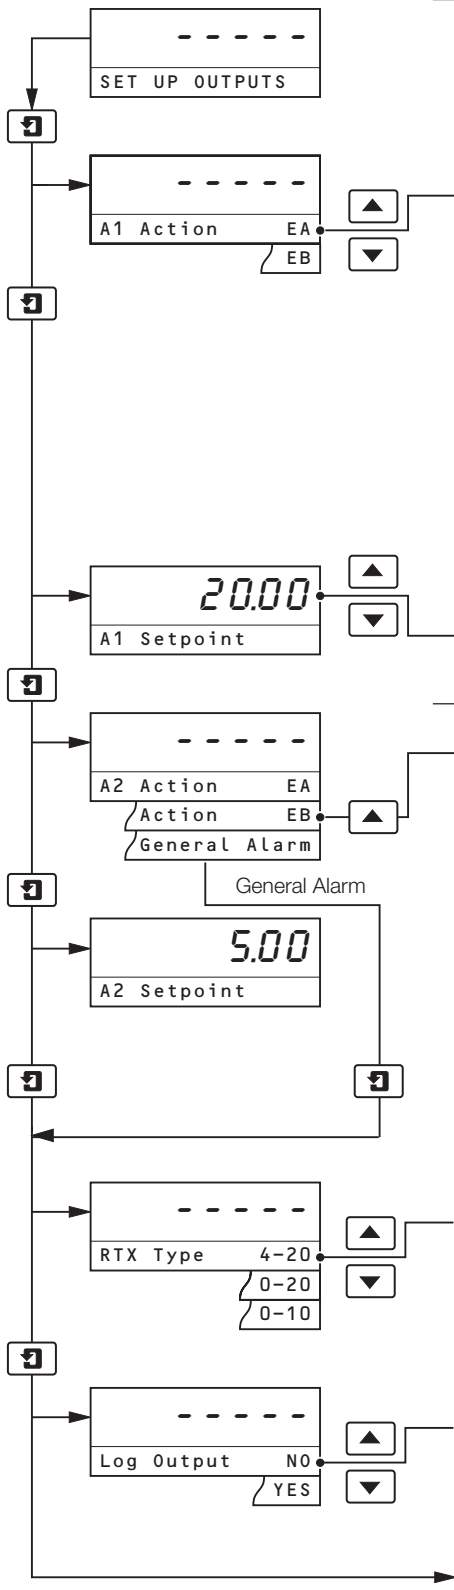 - - - - -
SET UP OUTPUTS
- - - - -
A1 Action EA
EB
20.00
A1 Setpoint
- - - - -
A2 Action EA
Action EB
General Alarm
General Alarm
5.00
A2 Setpoint
- - - - -
RTX Type 4-20
0-20
0-10
- - - - -
Log Output NO
YES